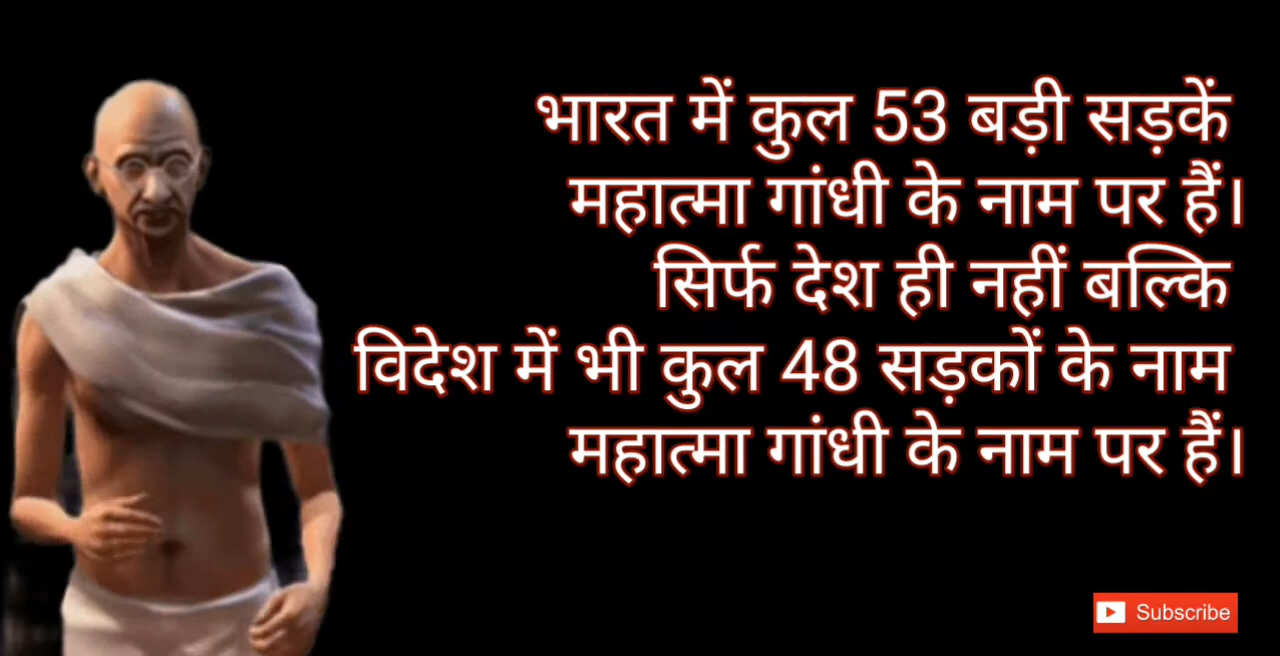 भारत में कुल 53 बड़ी सड़कें
महात्मा गांधी के नाम पर हैं।
सिर्फ देश ही नहीं बल्कि
विदेश में भी कुल 48 सड़कों के नाम
महात्मा गांधी के नाम पर हैं।
Subscribe